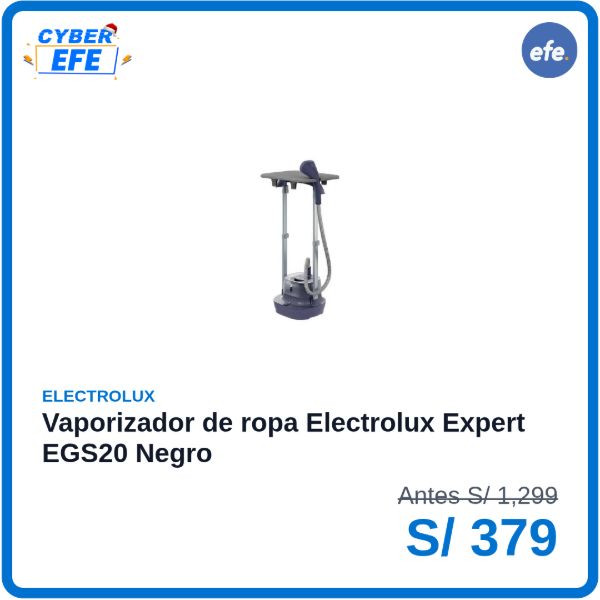 CYBER
EFE
efe.
ELECTROLUX
Vaporizador de ropa Electrolux Expert
EGS20 Negro
Antes S/ 1,299
S/ 379